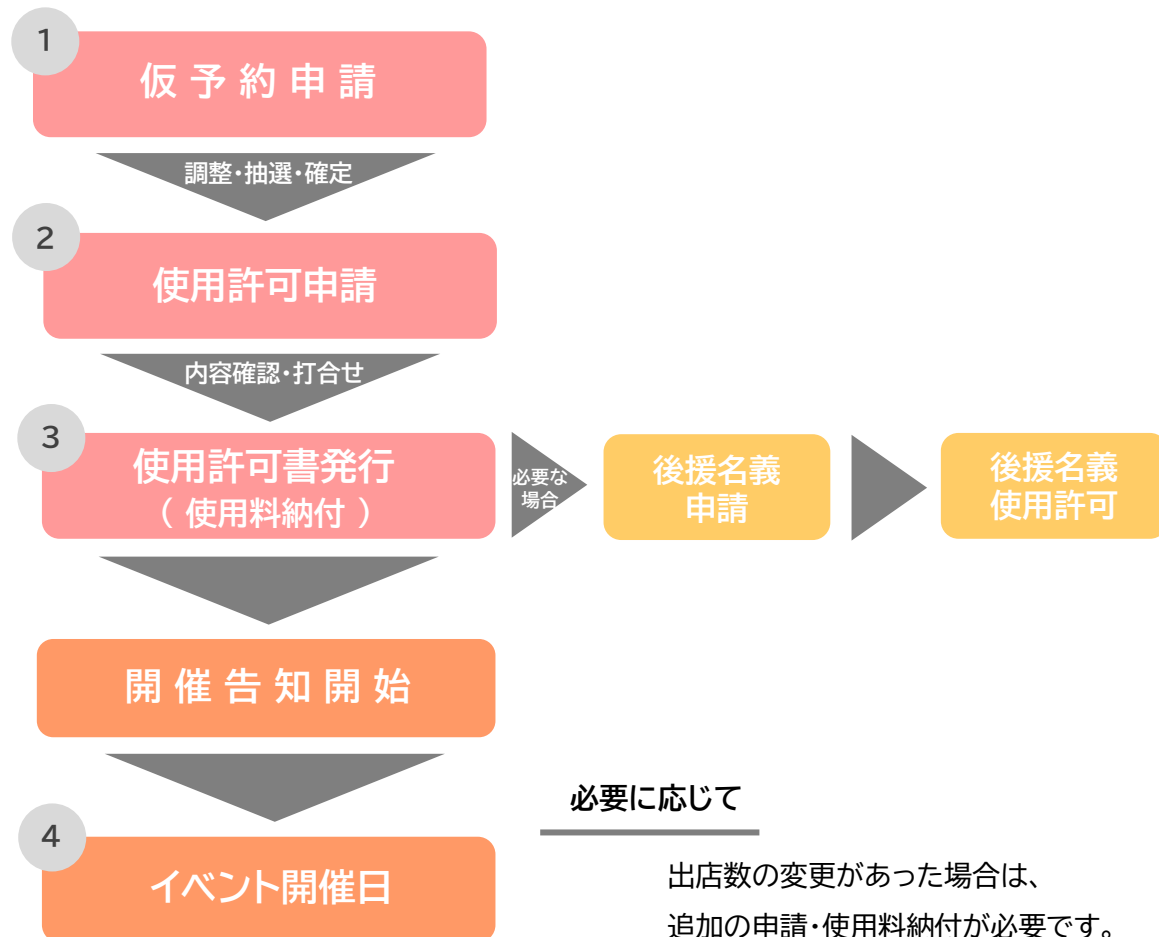 1
仮予約申請
調整・抽選・確定
2
使用許可申請
内容確認・打合せ
3
使用許可書発行
（ 使用料納付 ）
必要な
場合
後援名義
申請
後援名義
使用許可
開催告知開始
4
イベント開催日
必要に応じて
出店数の変更があった場合は、
追加の申請・使用料納付が必要です。